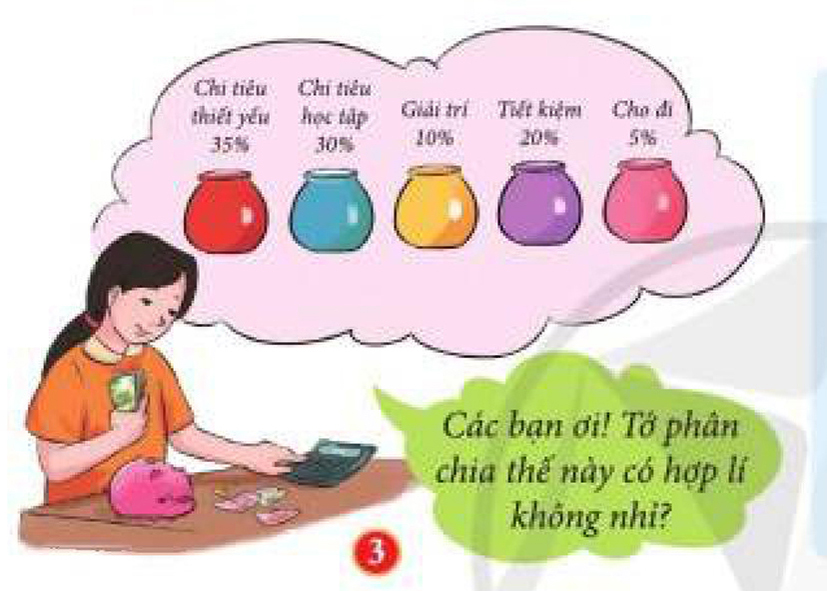 Chi tiêu
thiết yếu
35%
Chi tiêu
học tập
30%
Giải trí
10%
Tiết kiệm
20%
Cho đi
5%
Các bạn ơi! Tớ phân
chia thế này có hợp lí
không nhỉ?
3